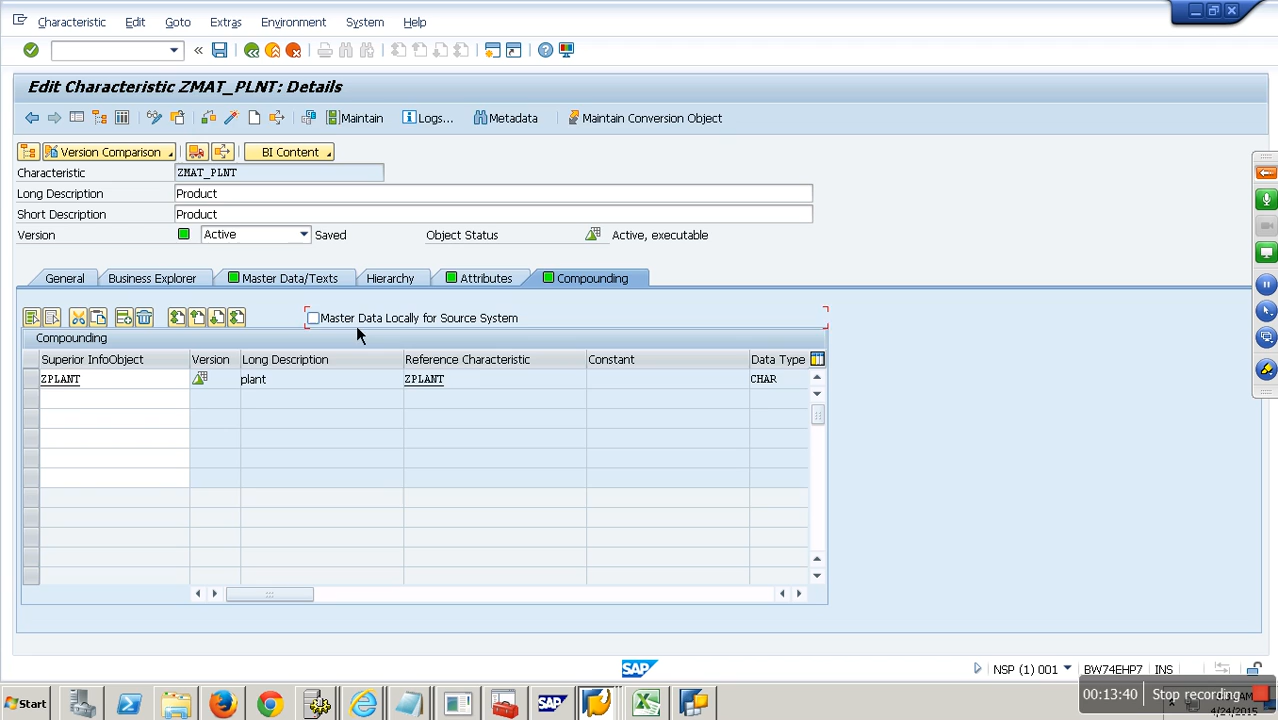 Characteristic Edit Goto Extras Environment System Help
Edit Characteristic ZMAT_PLNT: Details
Maintain Logs... Metadata Maintain Conversion Object
Version Comparison BI Content
Characteristic ZMAT_PLNT
Long Description Product
Short Description Product
Version Active Saved Object Status Active, executable
General Business Explorer Master Data/Texts Hierarchy Attributes Compounding
Master Data Locally for Source System
Compounding
Superior InfoObject Version Long Description Reference Characteristic Constant Data Type
ZPLANT plant ZPLANT CHAR
SAP NSP (1) 001 BW74EHP7 INS
Start SAP 00:13:40 Stop recording
4/24/2015